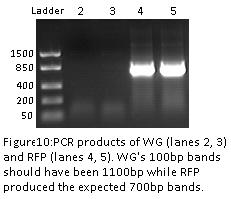 Ladder 2 3 4 5
1500
850
400
200
50
Figure10:PCR products of WG (lanes 2, 3)
and RFP (lanes 4, 5). WG's 100bp bands
should have been 1100bp while RFP
produced the expected 700bp bands.